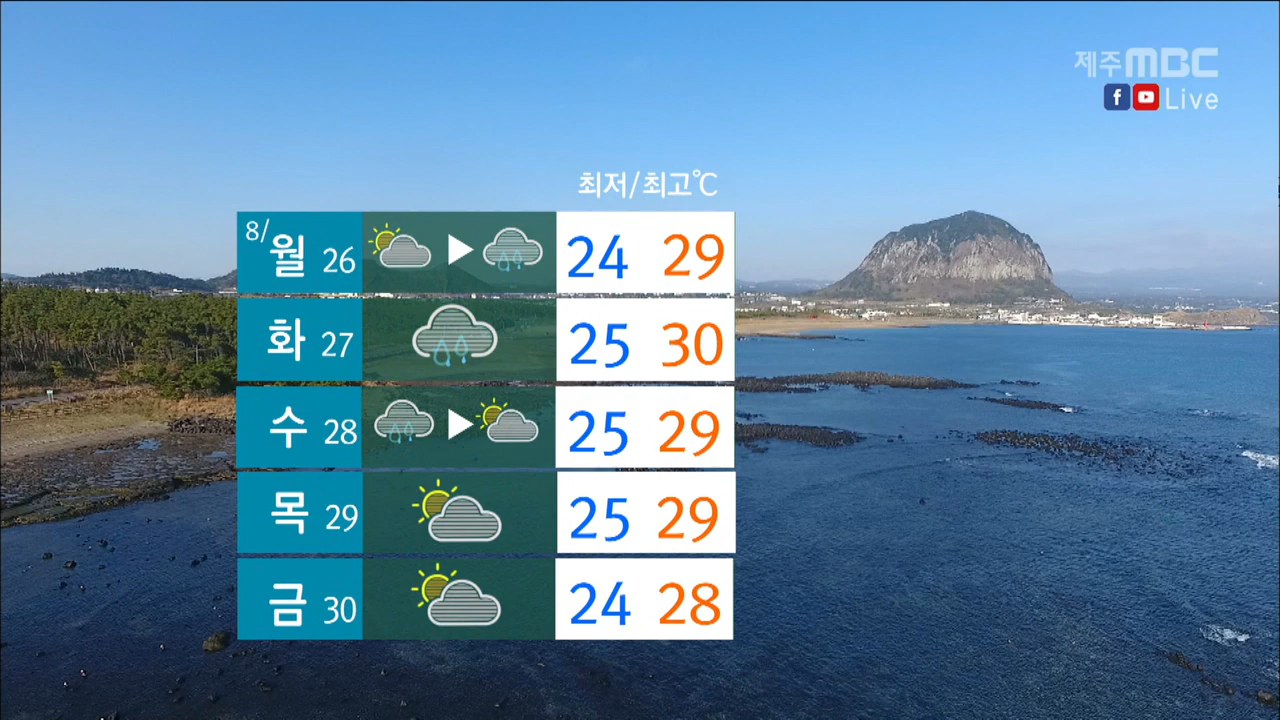 제주MBC
Live
최저/최고℃
8/
월 26 24 29
화 27 25 30
수 28 25 29
목 29 25 29
금 30 24 28